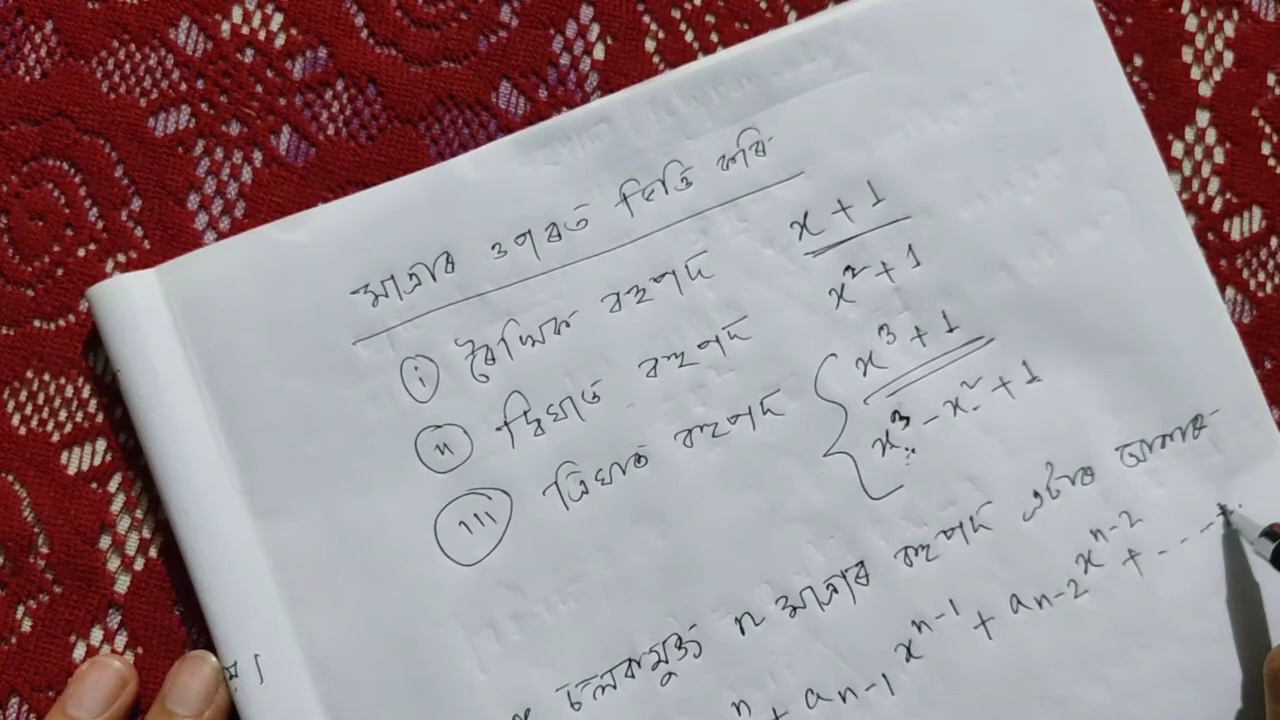 মাত্ৰাৰ ওপৰত ভিত্তি কৰি
(i) ৰৈখিক বহুপদ x + 1
(ii) দ্বিঘাত বহুপদ x² + 1
(iii) ত্ৰিঘাত বহুপদ { x³ + 1
x³ - x² + 1
চলকযুক্ত n মাত্ৰাৰ বহুপদ এটাৰ আকাৰ-
n + an-1 xⁿ⁻¹ + an-2 xⁿ⁻² + - - - +